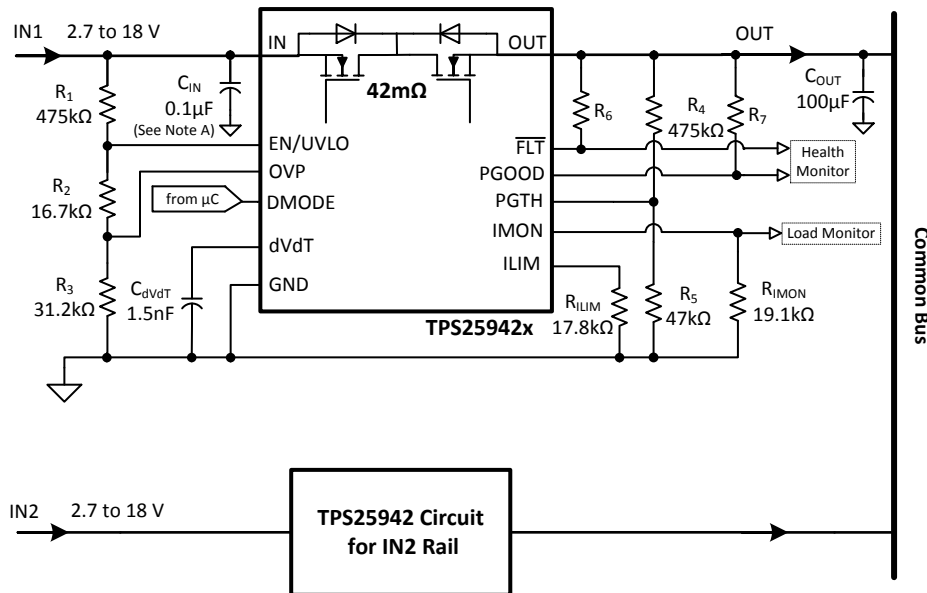 IN1
2.7 to 18 V
IN
OUT
OUT
42mΩ
R1
475kΩ
CIN
0.1µF
(See Note A)
R6
R4
475kΩ
R7
COUT
100µF
EN/UVLO
OVP
from µC
DMODE
dVdT
GND
FLT
PGOOD
PGTH
IMON
ILIM
Health
Monitor
Load Monitor
R2
16.7kΩ
R3
31.2kΩ
CdVdT
1.5nF
TPS25942x
RILIM
17.8kΩ
R5
47kΩ
RIMON
19.1kΩ
Common Bus
IN2
2.7 to 18 V
TPS25942 Circuit
for IN2 Rail